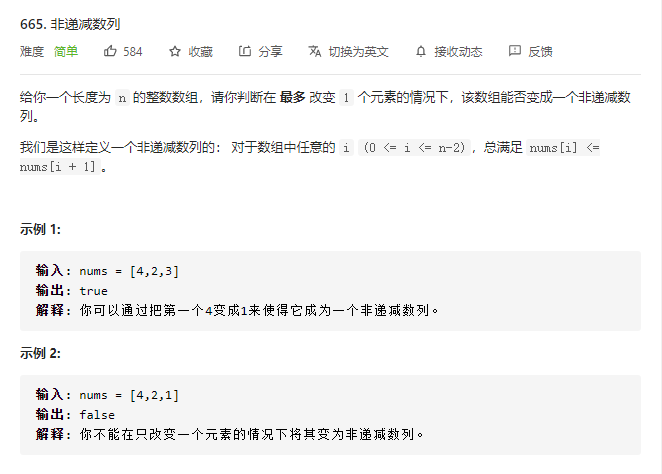 665. 非递减数列
难度 简单 584 收藏 分享 切换为英文 接收动态 反馈
给你一个长度为 n 的整数数组，请你判断在 最多 改变 1 个元素的情况下，该数组能否变成一个非递减数
列。
我们是这样定义一个非递减数列的： 对于数组中任意的 i (0 <= i <= n-2)，总满足 nums[i] <=
nums[i + 1]。
示例 1:
输入: nums = [4,2,3]
输出: true
解释: 你可以通过把第一个4变成1来使得它成为一个非递减数列。
示例 2:
输入: nums = [4,2,1]
输出: false
解释: 你不能在只改变一个元素的情况下将其变为非递减数列。